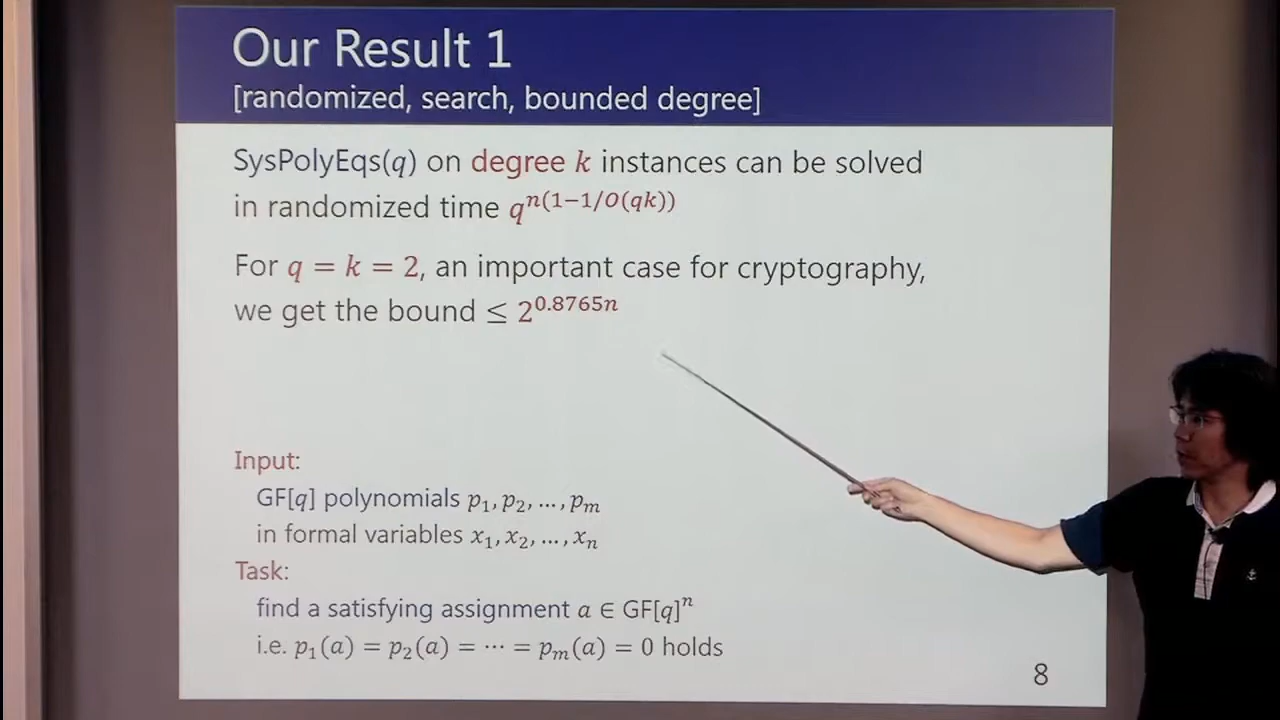 Our Result 1
[randomized, search, bounded degree]
SysPolyEqs(q) on degree k instances can be solved
in randomized time q^{n(1−1/O(qk))}
For q = k = 2, an important case for cryptography,
we get the bound ≤ 2^{0.8765n}
Input:
GF[q] polynomials p₁, p₂, …, pₘ
in formal variables x₁, x₂, …, xₙ
Task:
find a satisfying assignment a ∈ GF[q]ⁿ
i.e. p₁(a) = p₂(a) = ⋯ = pₘ(a) = 0 holds
8